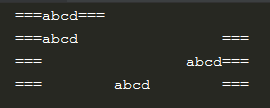 ===abcd===
===abcd                ===
===                abcd===
===        abcd        ===